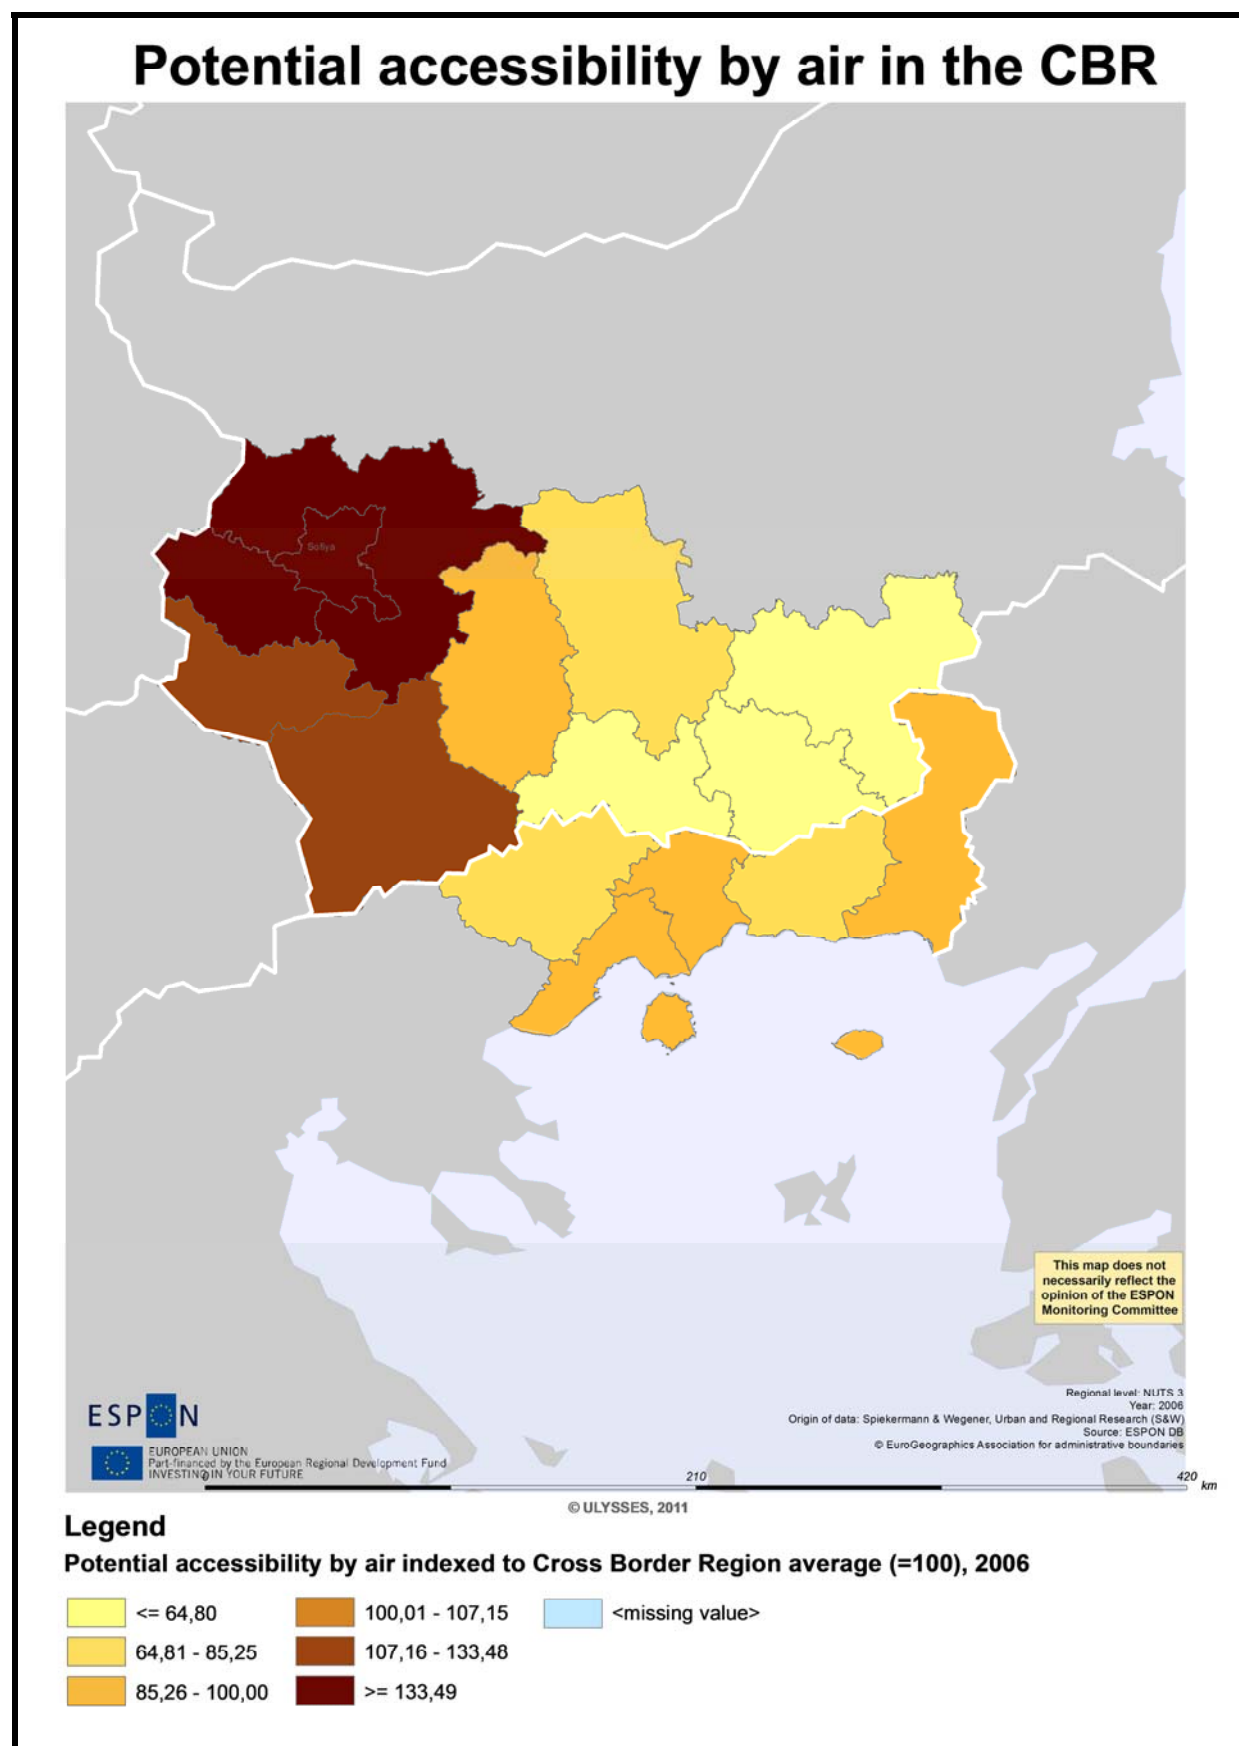 Potential accessibility by air in the CBR
Sofiya
This map does not
necessarily reflect the
opinion of the ESPON
Monitoring Committee
Regional level: NUTS 3
Year: 2006
Origin of data: Spiekermann & Wegener, Urban and Regional Research (S&W)
Source: ESPON DB
© EuroGeographics Association for administrative boundaries
ESPON
EUROPEAN UNION
Part-financed by the European Regional Development Fund
INVESTING IN YOUR FUTURE
0 210 420 km
© ULYSSES, 2011
Legend
Potential accessibility by air indexed to Cross Border Region average (=100), 2006
<= 64,80
64,81 - 85,25
85,26 - 100,00
100,01 - 107,15
107,16 - 133,48
>= 133,49
<missing value>